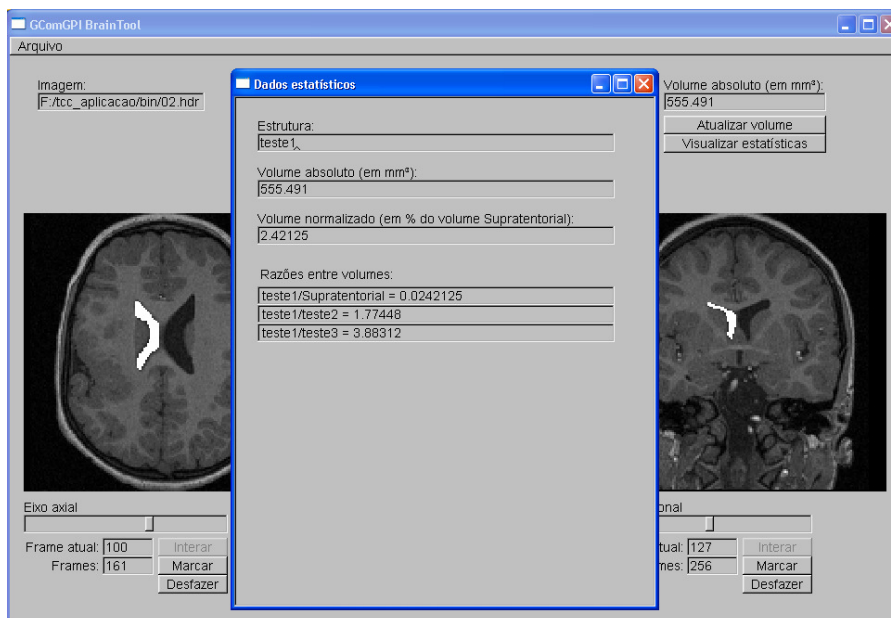 GComGPI BrainTool
Arquivo
Imagem:
F:/tcc_aplicacao/bin/02.hdr
Dados estatísticos
Estrutura:
teste1
Volume absoluto (em mmª):
555.491
Volume normalizado (em % do volume Supratentorial):
2.42125
Razões entre volumes:
teste1/Supratentorial = 0.0242125
teste1/teste2 = 1.77448
teste1/teste3 = 3.88312
Volume absoluto (em mmª):
555.491
Atualizar volume
Visualizar estatísticas
Eixo axial
Frame atual: 100
Interar
Frames: 161
Marcar
Desfazer
onal
tual: 127
Interar
mes: 256
Marcar
Desfazer